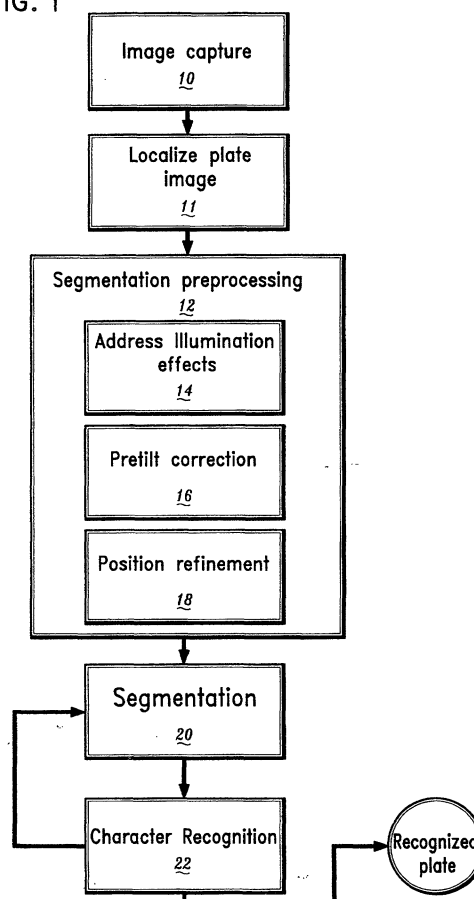 FIG. 1
Image capture
10
Localize plate
image
11
Segmentation preprocessing
12
Address Illumination
effects
14
Pretilt correction
16
Position refinement
18
Segmentation
20
Character Recognition
22
Recognized
plate